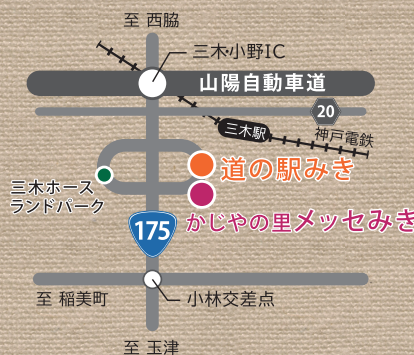 至 西脇
三木小野IC
山陽自動車道
20
三木駅
神戸電鉄
道の駅みき
三木ホース
ランドパーク
かじやの里メッセみき
175
至 稲美町
小林交差点
至 玉津